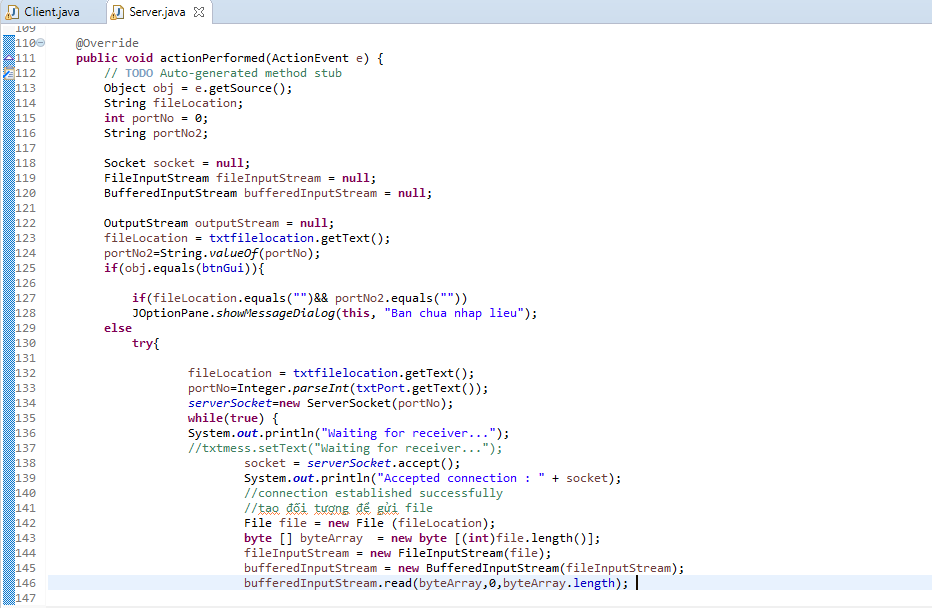 Client.java
Server.java
109
110 @Override
111 public void actionPerformed(ActionEvent e) {
112 // TODO Auto-generated method stub
113 Object obj = e.getSource();
114 String fileLocation;
115 int portNo = 0;
116 String portNo2;
117
118 Socket socket = null;
119 FileInputStream fileInputStream = null;
120 BufferedInputStream bufferedInputStream = null;
121
122 OutputStream outputStream = null;
123 fileLocation = txtfilelocation.getText();
124 portNo2=String.valueOf(portNo);
125 if(obj.equals(btnGui)){
126
127 if(fileLocation.equals("")&& portNo2.equals(""))
128 JOptionPane.showMessageDialog(this, "Ban chua nhap lieu");
129 else
130 try{
131
132 fileLocation = txtfilelocation.getText();
133 portNo=Integer.parseInt(txtPort.getText());
134 serverSocket=new ServerSocket(portNo);
135 while(true) {
136 System.out.println("Waiting for receiver...");
137 //txtmess.setText("Waiting for receiver...");
138 socket = serverSocket.accept();
139 System.out.println("Accepted connection : " + socket);
140 //connection established successfully
141 //tạo đối tượng để gửi file
142 File file = new File (fileLocation);
143 byte [] byteArray  = new byte [(int)file.length()];
144 fileInputStream = new FileInputStream(file);
145 bufferedInputStream = new BufferedInputStream(fileInputStream);
146 bufferedInputStream.read(byteArray,0,byteArray.length);
147